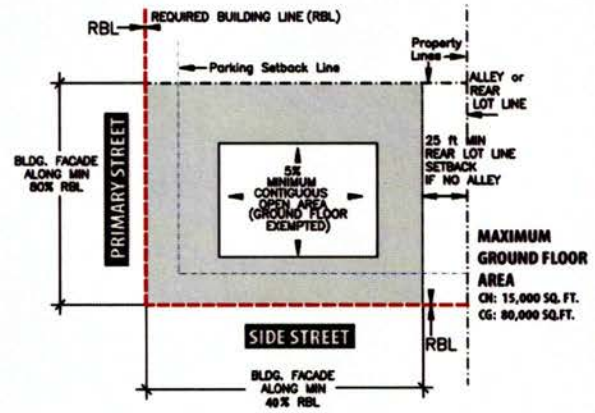 REQUIRED BUILDING LINE (RBL)
RBL
Parking Setback Line
Property
Lines
ALLEY or
REAR
LOT LINE
BLDG. FACADE
ALONG MIN
80% RBL
PRIMARY STREET
5%
MINIMUM
CONTIGUOUS
OPEN AREA
(GROUND FLOOR
EXEMPTED)
25 ft MIN
REAR LOT LINE
SETBACK
IF NO ALLEY
MAXIMUM
GROUND FLOOR
AREA
CN: 15,000 SQ. FT.
CG: 80,000 SQ.FT.
SIDE STREET
RBL
BLDG. FACADE
ALONG MIN
40% RBL